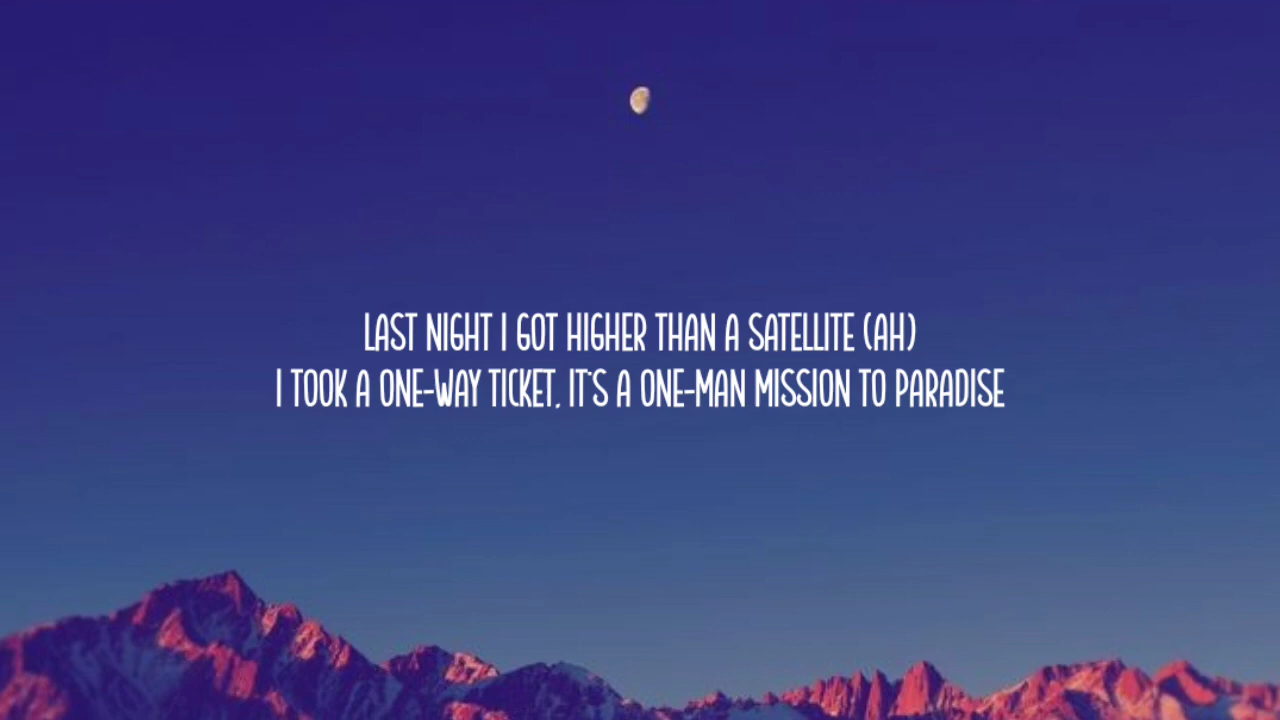 LAST NIGHT I GOT HIGHER THAN A SATELLITE (AH)
I TOOK A ONE-WAY TICKET, IT'S A ONE-MAN MISSION TO PARADISE